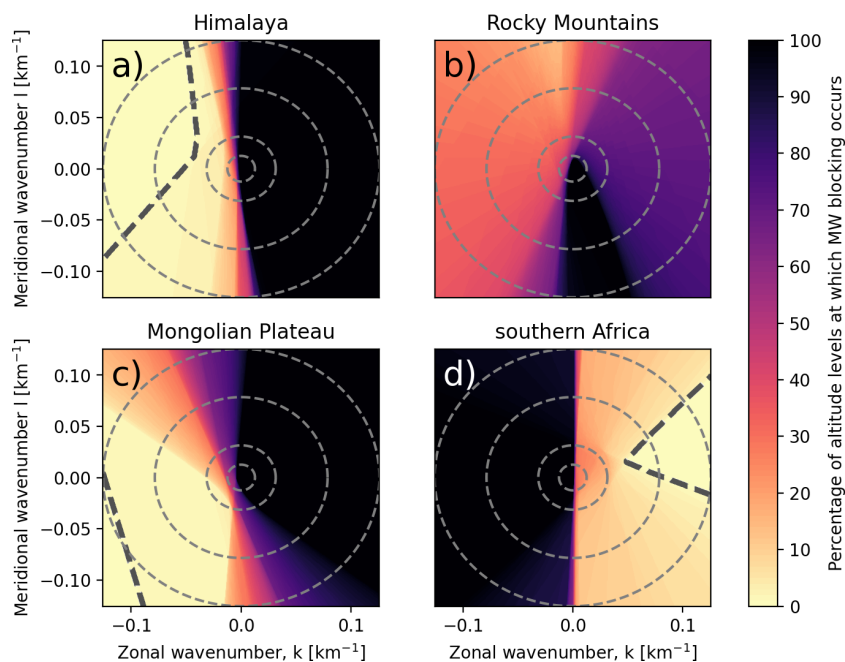 Himalaya
Rocky Mountains
a)
b)
Meridional wavenumber l [km⁻¹]
0.10
0.05
0.00
−0.05
−0.10
Mongolian Plateau
southern Africa
c)
d)
Meridional wavenumber l [km⁻¹]
0.10
0.05
0.00
−0.05
−0.10
−0.1
0.0
0.1
−0.1
0.0
0.1
Zonal wavenumber, k [km⁻¹]
Zonal wavenumber, k [km⁻¹]
100
90
80
70
60
50
40
30
20
10
0
Percentage of altitude levels at which MW blocking occurs